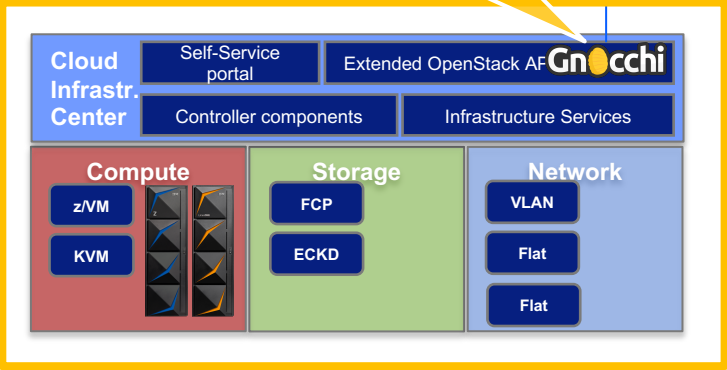 Cloud
Infrastr.
Center
Self-Service
portal
Extended OpenStack AP
Gnocchi
Controller components
Infrastructure Services
Compute
Storage
Network
z/VM
KVM
FCP
ECKD
VLAN
Flat
Flat